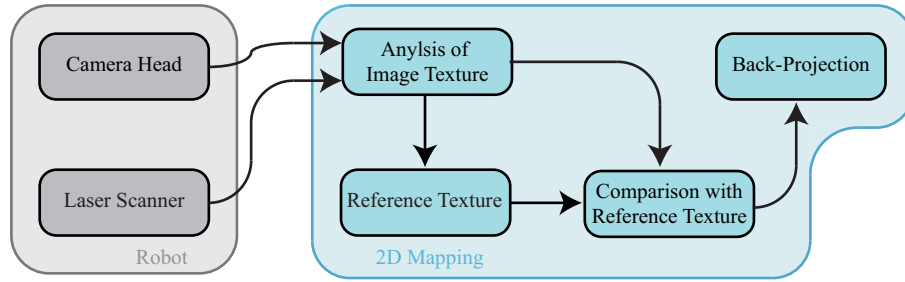 Camera Head
Laser Scanner
Robot
Anylsis of
Image Texture
Reference Texture
Comparison with
Reference Texture
Back-Projection
2D Mapping